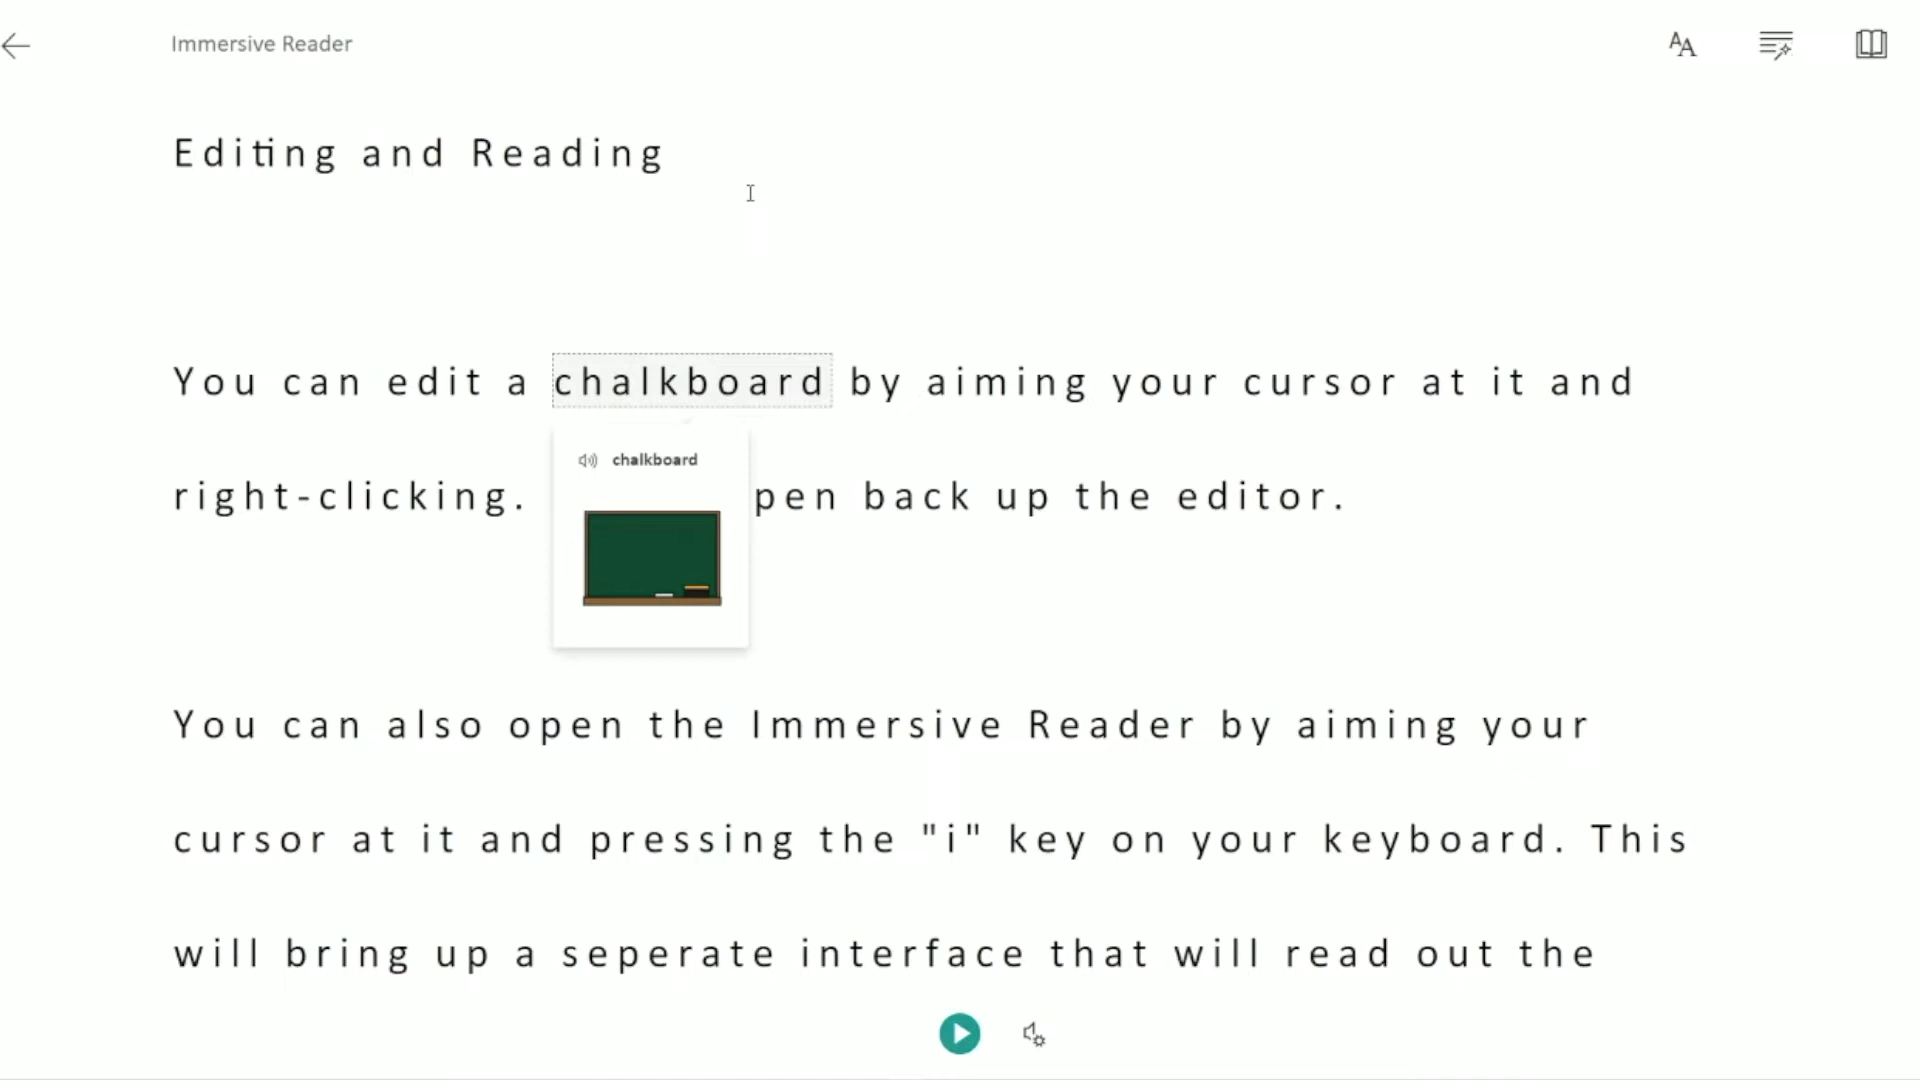 Immersive Reader
Editing and Reading
You can edit a chalkboard by aiming your cursor at it and
chalkboard
right-clicking. pen back up the editor.
You can also open the Immersive Reader by aiming your
cursor at it and pressing the "i" key on your keyboard. This
will bring up a seperate interface that will read out the